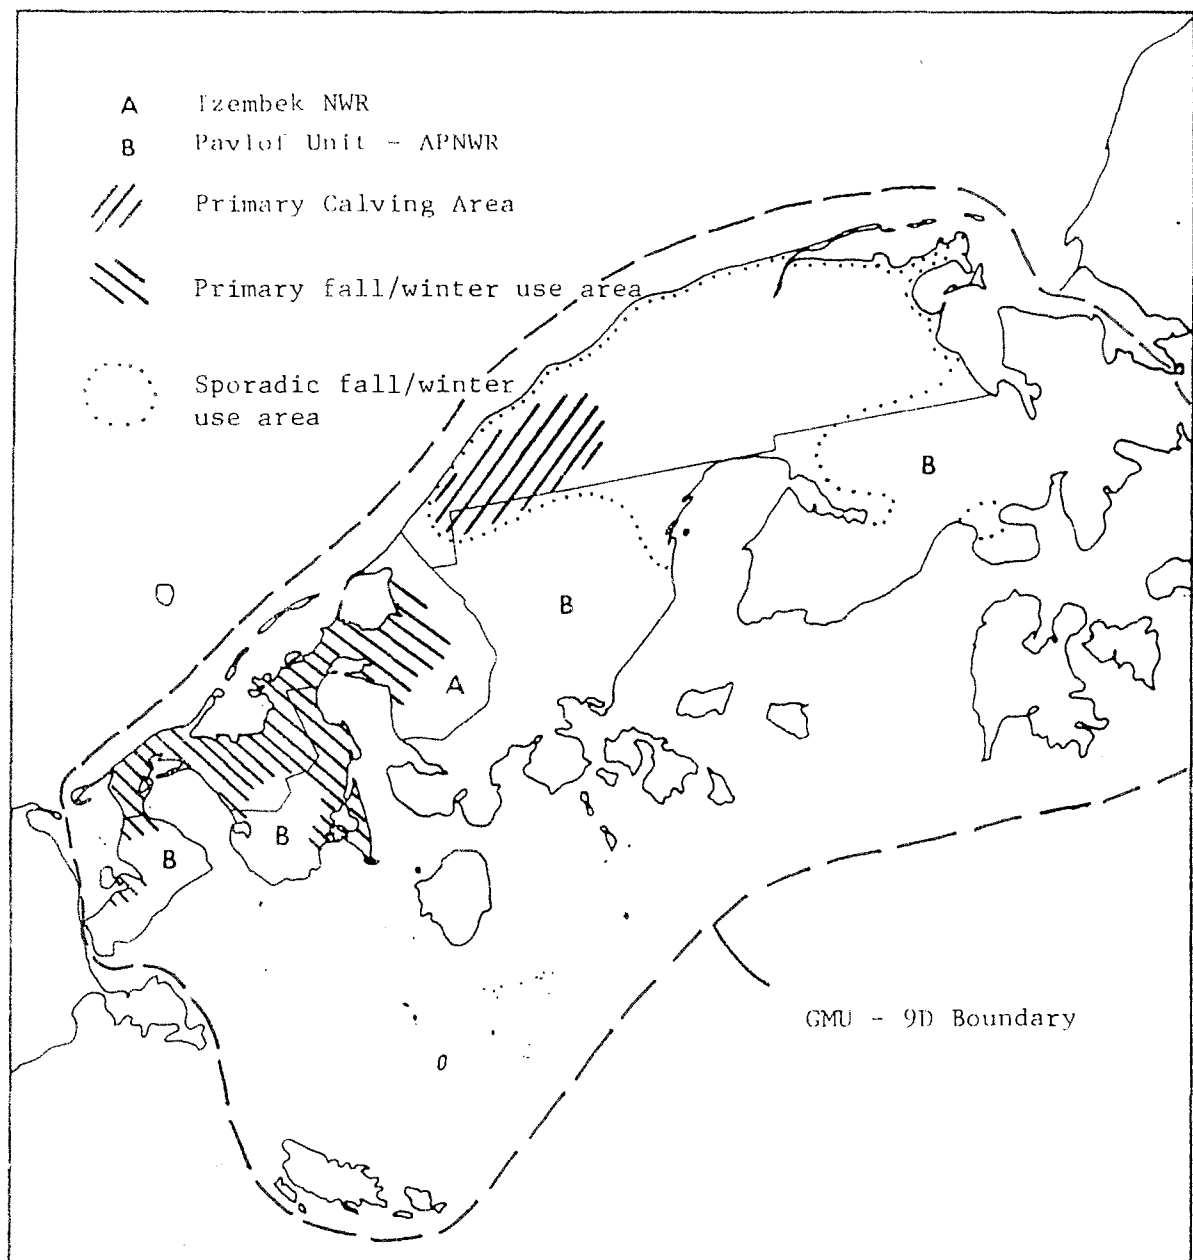 A Izembek NWR
B Pavlof Unit - APNWR
Primary Calving Area
Primary fall/winter use area
Sporadic fall/winter
use area
B
B
A
B
B
GMU - 9D Boundary